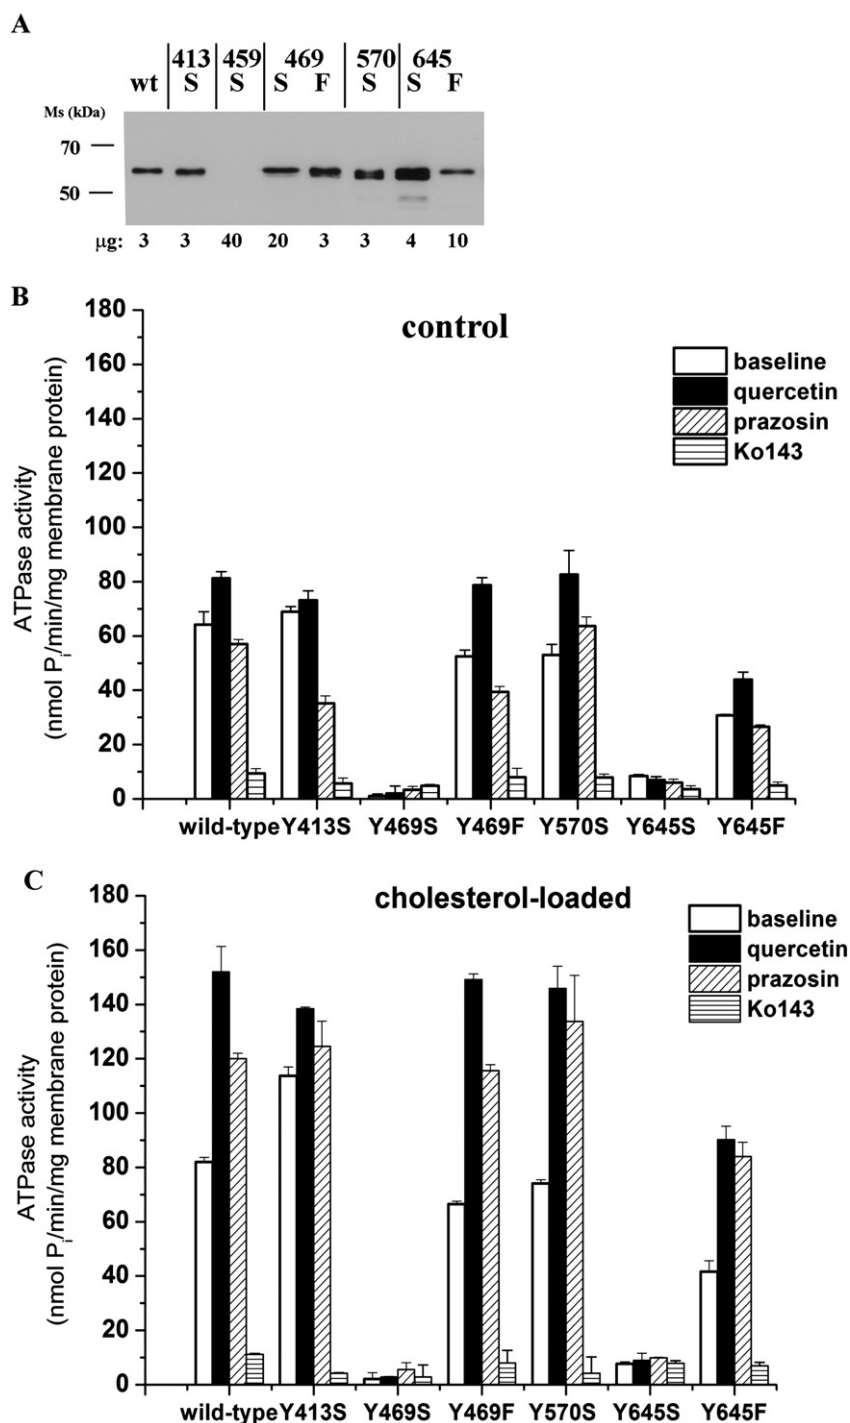 A
413 459 469 570 645
wt S S S F S S F
Ms (kDa)
70
50
μg: 3 3 40 20 3 3 4 10
B
control
180
160
140
120
100
80
60
40
20
0
ATPase activity
(nmol Pi/min/mg membrane protein)
baseline
quercetin
prazosin
Ko143
wild-type Y413S Y469S Y469F Y570S Y645S Y645F
C
cholesterol-loaded
180
160
140
120
100
80
60
40
20
0
ATPase activity
(nmol Pi/min/mg membrane protein)
baseline
quercetin
prazosin
Ko143
wild-type Y413S Y469S Y469F Y570S Y645S Y645F